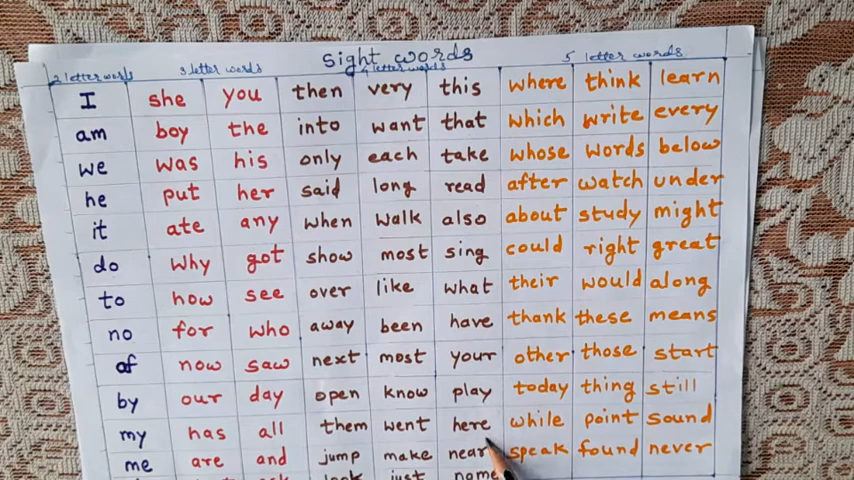 sight words
2 letter words 3 letter words 4 letter words 5 letter words
I she you then very this where think learn
am boy the into want that which write every
we was his only each take whose words below
he put her said long read after watch under
it ate any when walk also about study might
do why got show most sing could right great
to how see over like what their would along
no for who away been have thank these means
of now saw next most your other those start
by our day open know play today thing still
my has all them went here while point sound
me are and jump make near speak found never
look just name